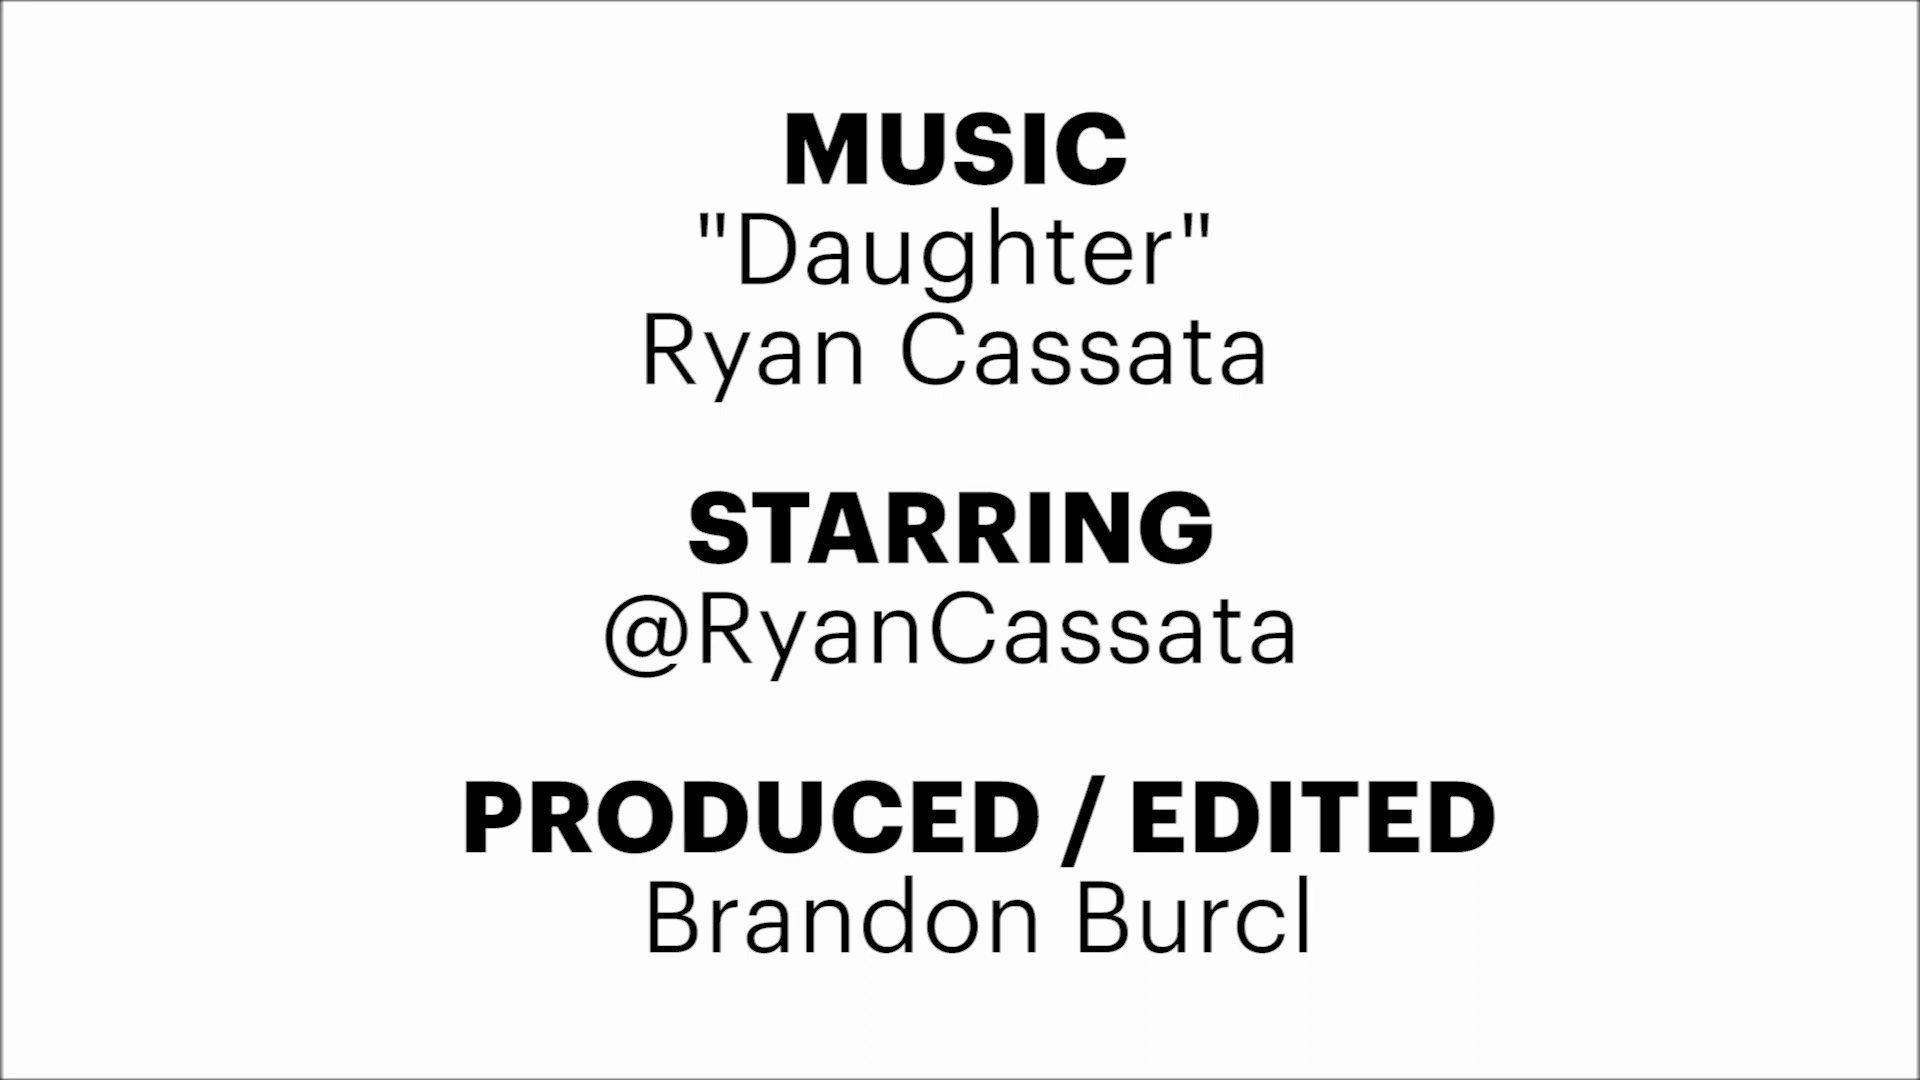 MUSIC
"Daughter"
Ryan Cassata
STARRING
@RyanCassata
PRODUCED / EDITED
Brandon Burcl